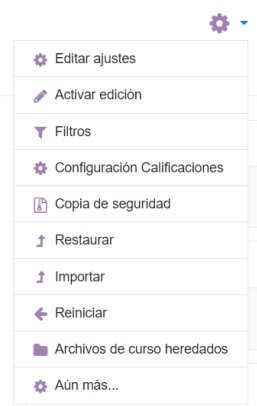 Editar ajustes
Activar edición
Filtros
Configuración Calificaciones
Copia de seguridad
Restaurar
Importar
Reiniciar
Archivos de curso heredados
Aún más...